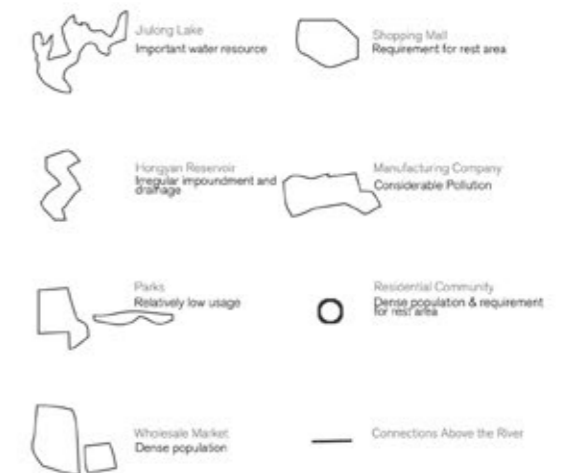 Jiulong Lake
Important water resource
Shopping Mall
Requirement for rest area
Hongyan Reservoir
Irregular impoundment and
drainage
Manufacturing Company
Considerable Pollution
Parks
Relatively low usage
Residential Community
Dense population & requirement
for rest area
Wholesale Market
Dense population
Connections Above the River